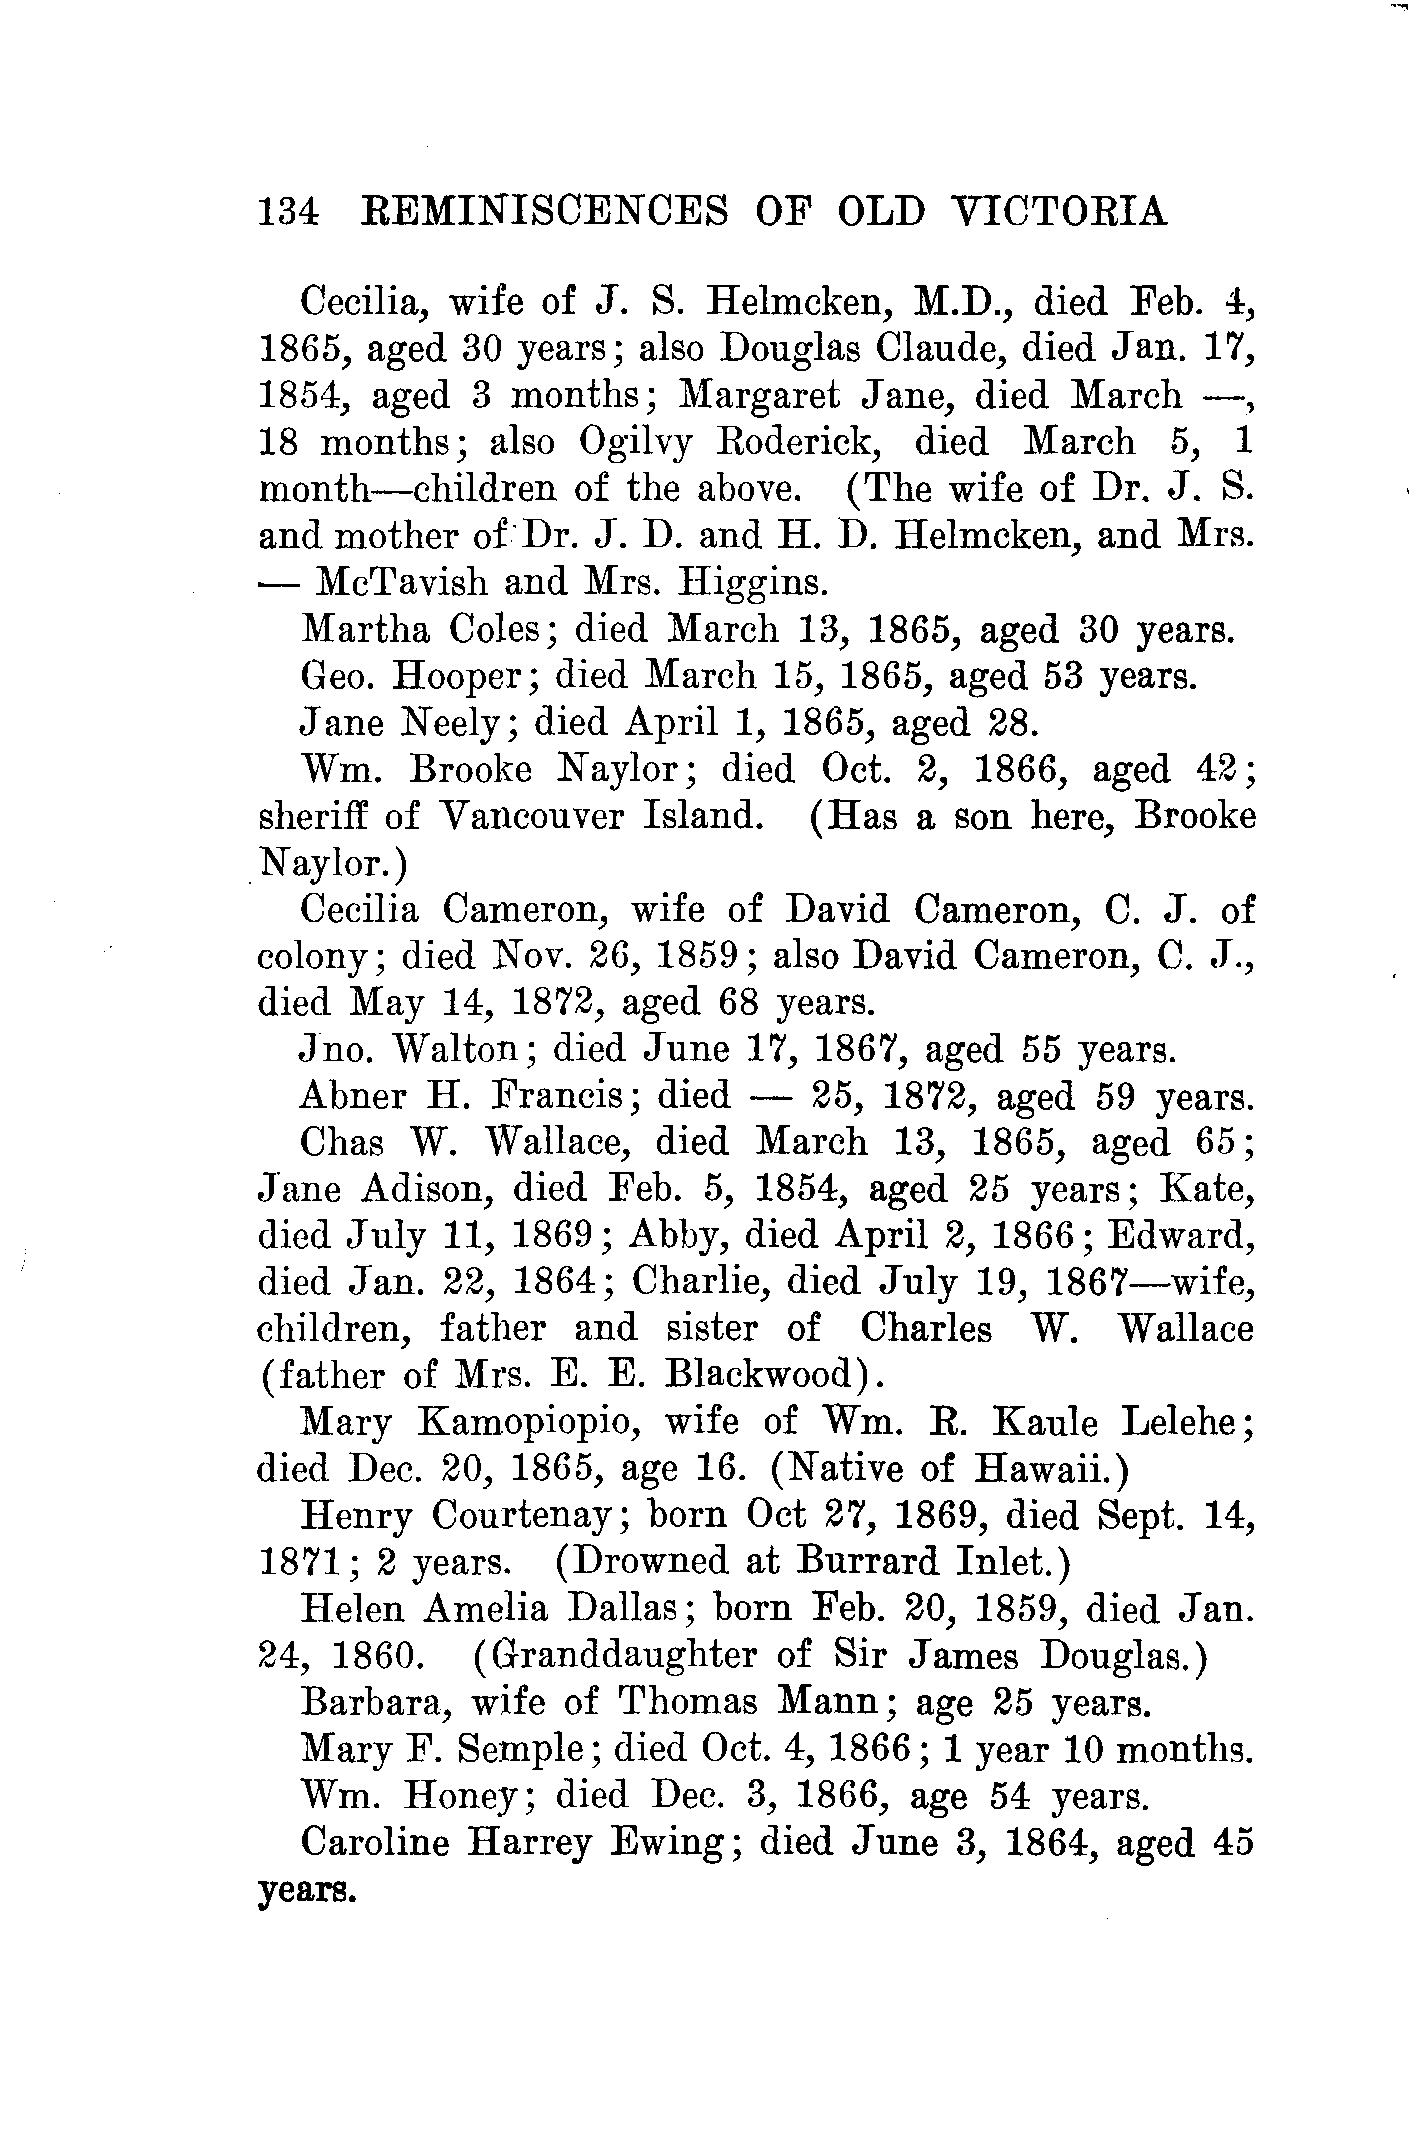 134 REMINISCENCES OF OLD VICTORIA
Cecilia, wife of J. S. Helmcken, M.D., died Feb. 4,
1865, aged 30 years; also Douglas Claude, died Jan. 17,
1854, aged 3 months; Margaret Jane, died March —,
18 months; also Ogilvy Roderick, died March 5, 1
month—children of the above. (The wife of Dr. J. S.
and mother of Dr. J. D. and H. D. Helmcken, and Mrs.
— McTavish and Mrs. Higgins.
Martha Coles; died March 13, 1865, aged 30 years.
Geo. Hooper; died March 15, 1865, aged 53 years.
Jane Neely; died April 1, 1865, aged 28.
Wm. Brooke Naylor; died Oct. 2, 1866, aged 42;
sheriff of Vancouver Island. (Has a son here, Brooke
Naylor.)
Cecilia Cameron, wife of David Cameron, C. J. of
colony; died Nov. 26, 1859; also David Cameron, C. J.,
died May 14, 1872, aged 68 years.
Jno. Walton; died June 17, 1867, aged 55 years.
Abner H. Francis; died — 25, 1872, aged 59 years.
Chas W. Wallace, died March 13, 1865, aged 65;
Jane Adison, died Feb. 5, 1854, aged 25 years; Kate,
died July 11, 1869; Abby, died April 2, 1866; Edward,
died Jan. 22, 1864; Charlie, died July 19, 1867—wife,
children, father and sister of Charles W. Wallace
(father of Mrs. E. E. Blackwood).
Mary Kamopiopio, wife of Wm. R. Kaule Lelehe;
died Dec. 20, 1865, age 16. (Native of Hawaii.)
Henry Courtenay; born Oct 27, 1869, died Sept. 14,
1871; 2 years. (Drowned at Burrard Inlet.)
Helen Amelia Dallas; born Feb. 20, 1859, died Jan.
24, 1860. (Granddaughter of Sir James Douglas.)
Barbara, wife of Thomas Mann; age 25 years.
Mary F. Semple; died Oct. 4, 1866; 1 year 10 months.
Wm. Honey; died Dec. 3, 1866, age 54 years.
Caroline Harrey Ewing; died June 3, 1864, aged 45
years.